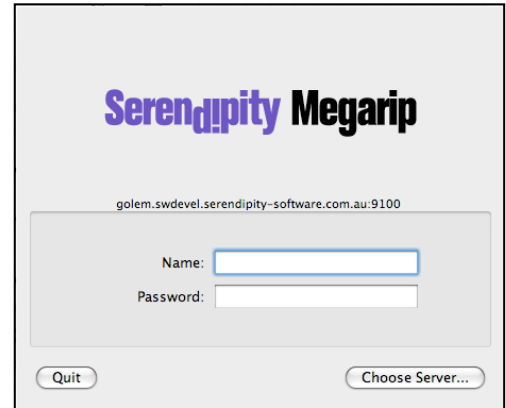 Serendipity Megarip
golem.swdevel.serendipity-software.com.au:9100
Name:
Password:
Quit
Choose Server...